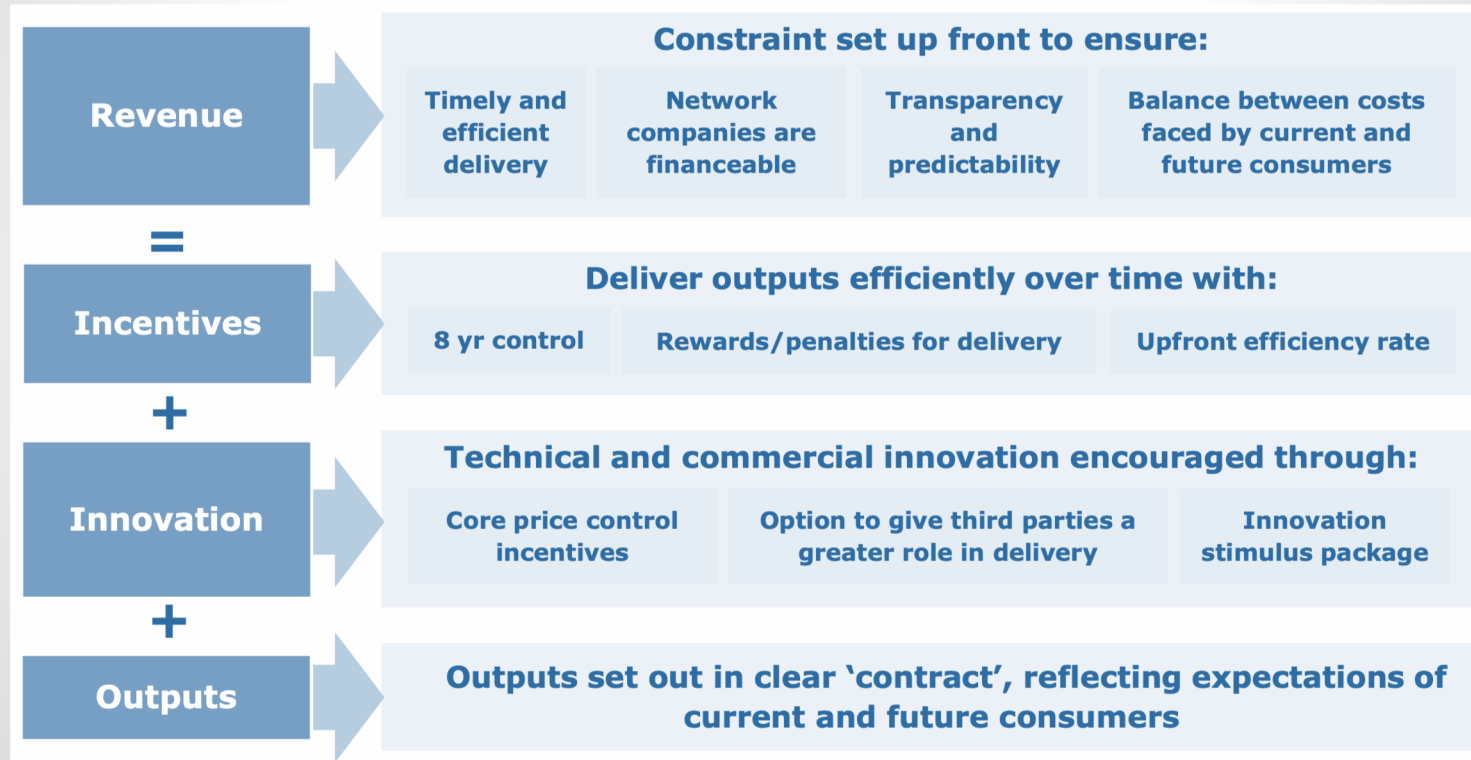 Revenue
Constraint set up front to ensure:
Timely and
efficient
delivery
Network
companies are
financeable
Transparency
and
predictability
Balance between costs
faced by current and
future consumers
=
Incentives
Deliver outputs efficiently over time with:
8 yr control
Rewards/penalties for delivery
Upfront efficiency rate
+
Innovation
Technical and commercial innovation encouraged through:
Core price control
incentives
Option to give third parties a
greater role in delivery
Innovation
stimulus package
+
Outputs
Outputs set out in clear ‘contract’, reflecting expectations of
current and future consumers